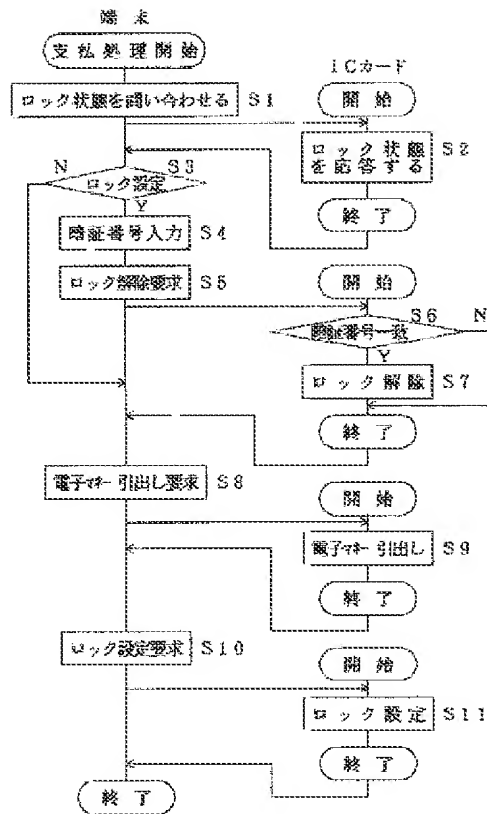 端末
支払処理開始
ICカード
ロック状態を問い合わせる S1
開始
ロック状態
を応答する S2
N
ロック設定 S3
Y
終了
暗証番号入力 S4
ロック解除要求 S5
開始
暗証番号一致 S6 N
Y
ロック解除 S7
終了
電子マネー引出し要求 S8
開始
電子マネー引出し S9
終了
ロック設定要求 S10
開始
ロック設定 S11
終了
終了